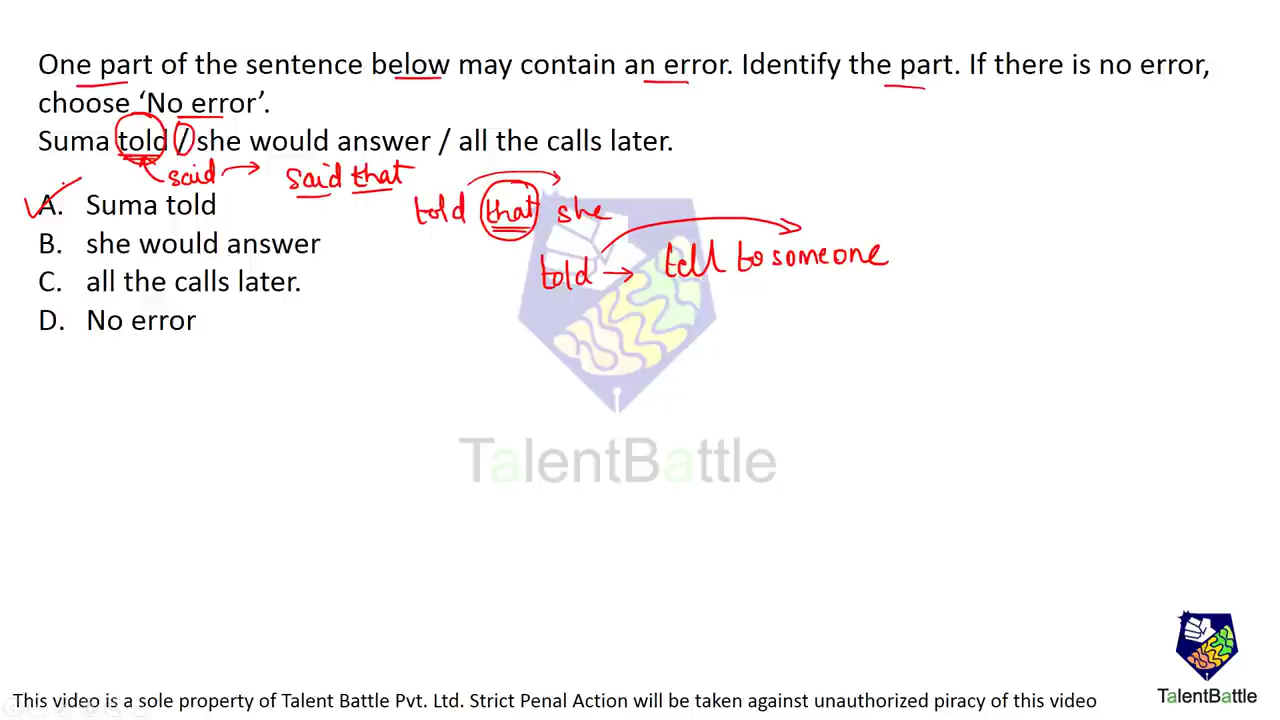 One part of the sentence below may contain an error. Identify the part. If there is no error,
choose ‘No error’.
Suma told / she would answer / all the calls later.
said → said that
A. Suma told
told that she
B. she would answer
told → tell to someone
C. all the calls later.
D. No error
TalentBattle
TalentBattle
This video is a sole property of Talent Battle Pvt. Ltd. Strict Penal Action will be taken against unauthorized piracy of this video